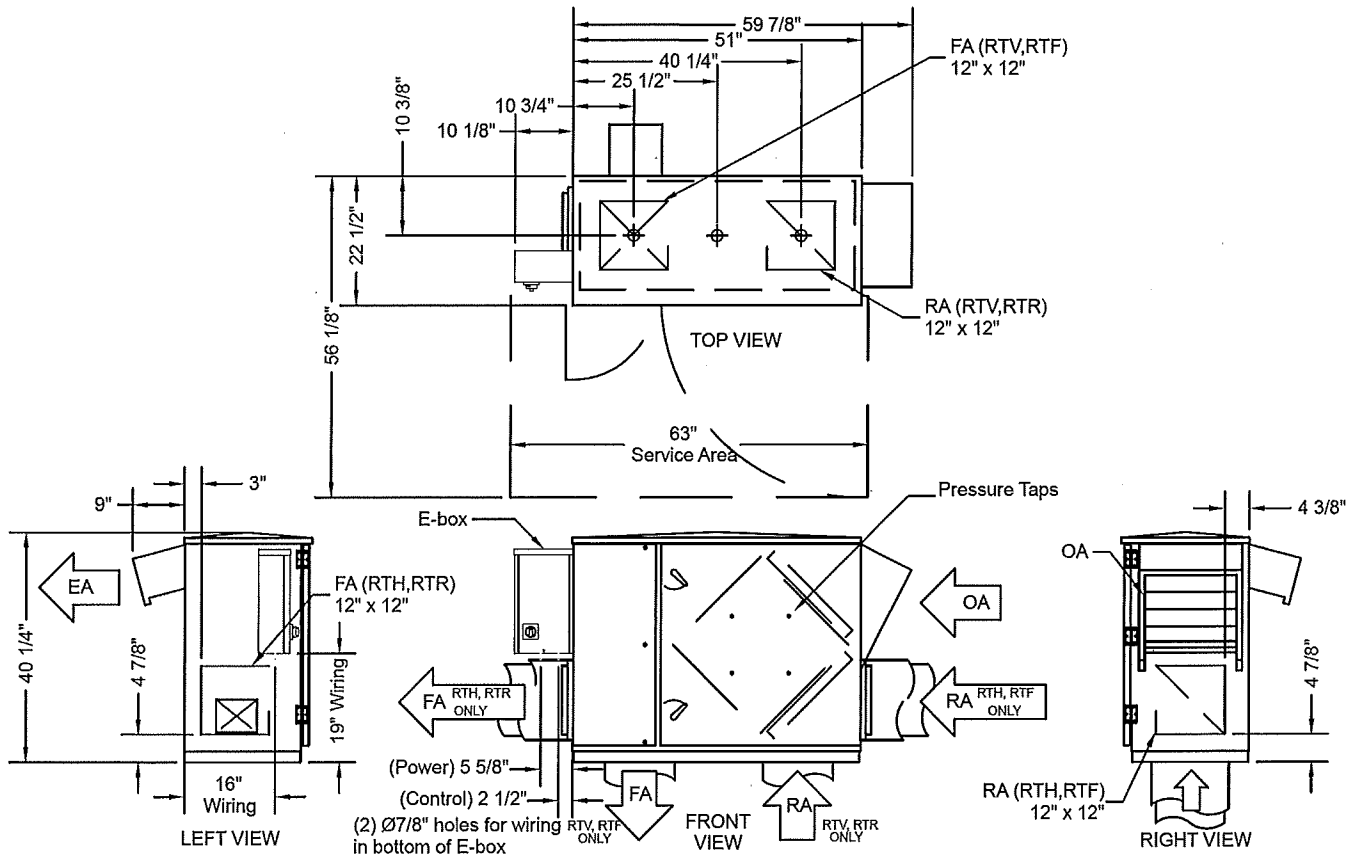 59 7/8"
51"
40 1/4"
25 1/2"
10 3/4"
10 1/8"
10 3/8"
FA (RTV,RTF)
12" x 12"
22 1/2"
56 1/8"
RA (RTV,RTR)
12" x 12"
TOP VIEW
63"
Service Area
Pressure Taps
E-box
9"
3"
4 3/8"
EA
FA (RTH,RTR)
12" x 12"
OA
OA
40 1/4"
4 7/8"
19" Wiring
FA RTH, RTR
ONLY
RA RTH, RTF
ONLY
4 7/8"
16"
Wiring
LEFT VIEW
(Power) 5 5/8"
(Control) 2 1/2"
(2) Ø7/8" holes for wiring
in bottom of E-box
FA
RTV, RTF
ONLY
FRONT
VIEW
RA
RTV, RTR
ONLY
RA (RTH,RTF)
12" x 12"
RIGHT VIEW